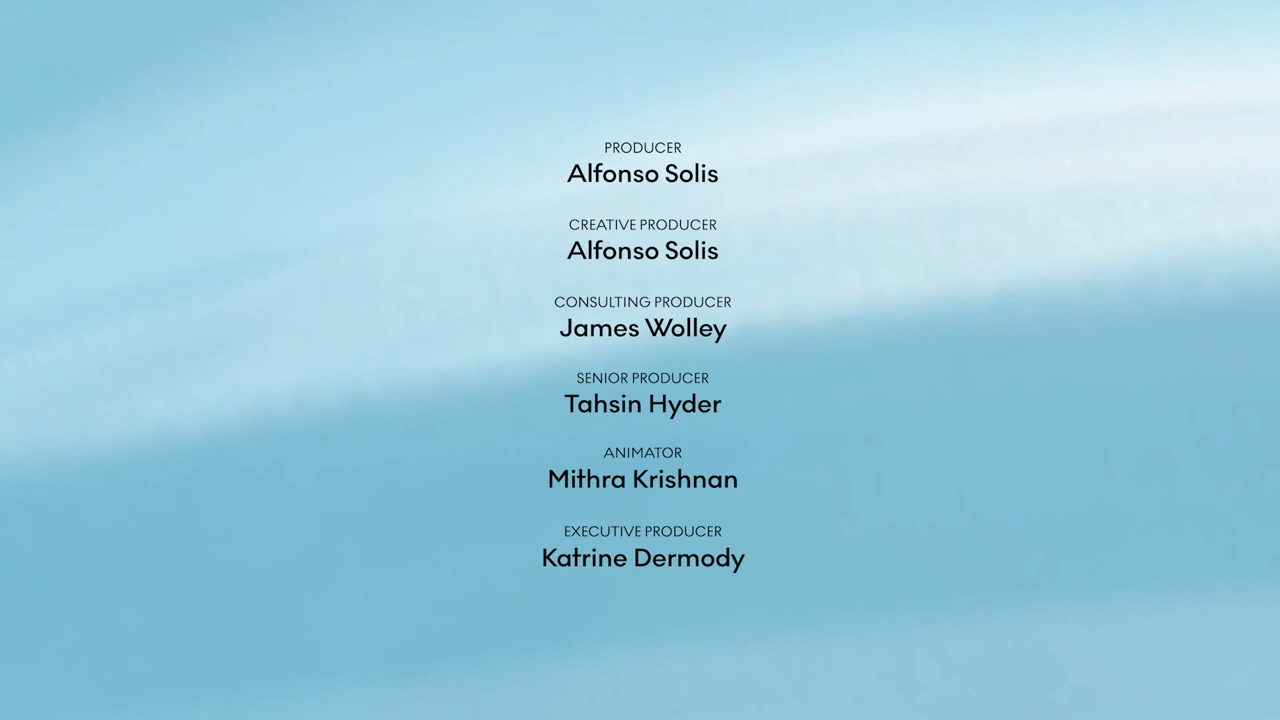 PRODUCER
Alfonso Solis
CREATIVE PRODUCER
Alfonso Solis
CONSULTING PRODUCER
James Wolley
SENIOR PRODUCER
Tahsin Hyder
ANIMATOR
Mithra Krishnan
EXECUTIVE PRODUCER
Katrine Dermody